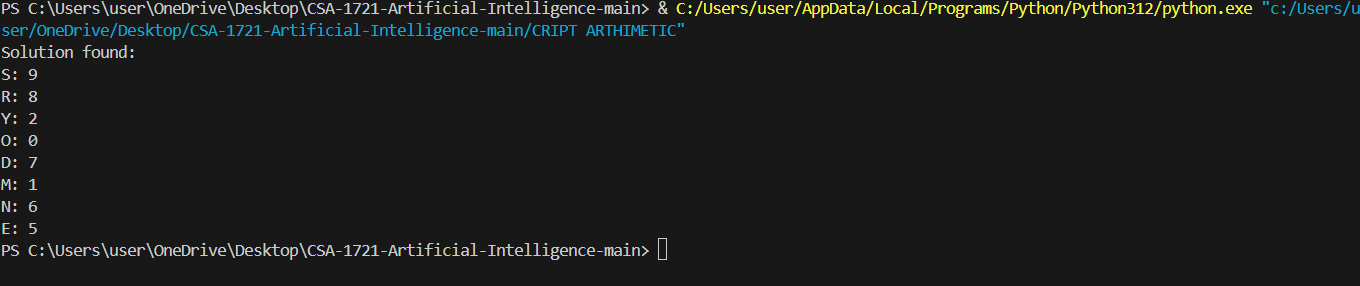 PS C:\Users\user\OneDrive\Desktop\CSA-1721-Artificial-Intelligence-main> & C:/Users/user/AppData/Local/Programs/Python/Python312/python.exe "c:/Users/u
ser/OneDrive/Desktop/CSA-1721-Artificial-Intelligence-main/CRIPT ARTHIMETIC"
Solution found:
S: 9
R: 8
Y: 2
O: 0
D: 7
M: 1
N: 6
E: 5
PS C:\Users\user\OneDrive\Desktop\CSA-1721-Artificial-Intelligence-main>